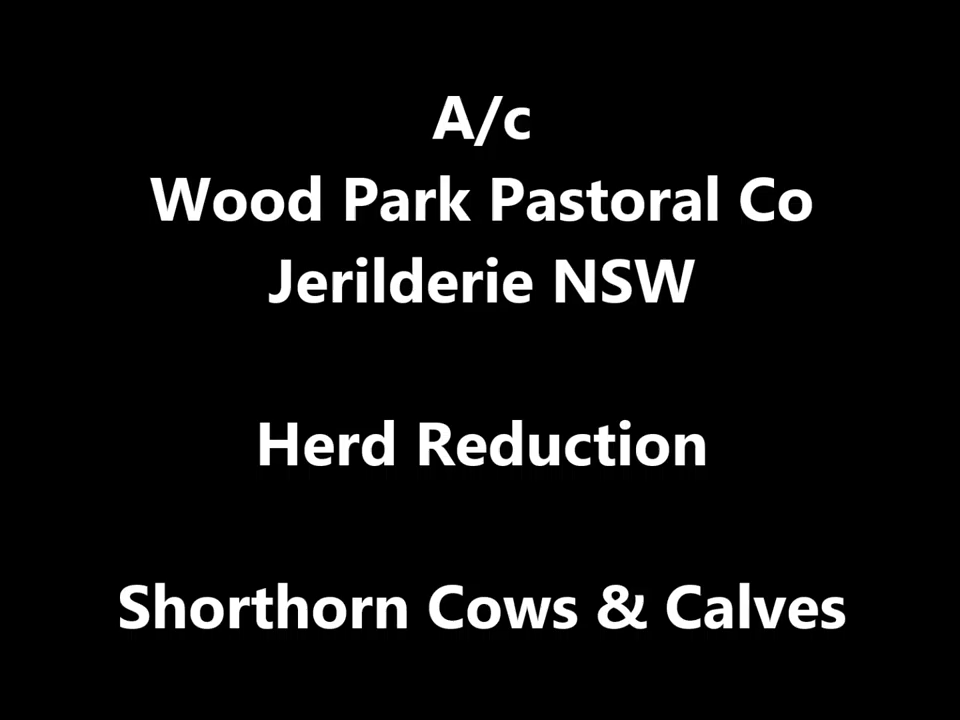 A/c
Wood Park Pastoral Co
Jerilderie NSW
Herd Reduction
Shorthorn Cows & Calves